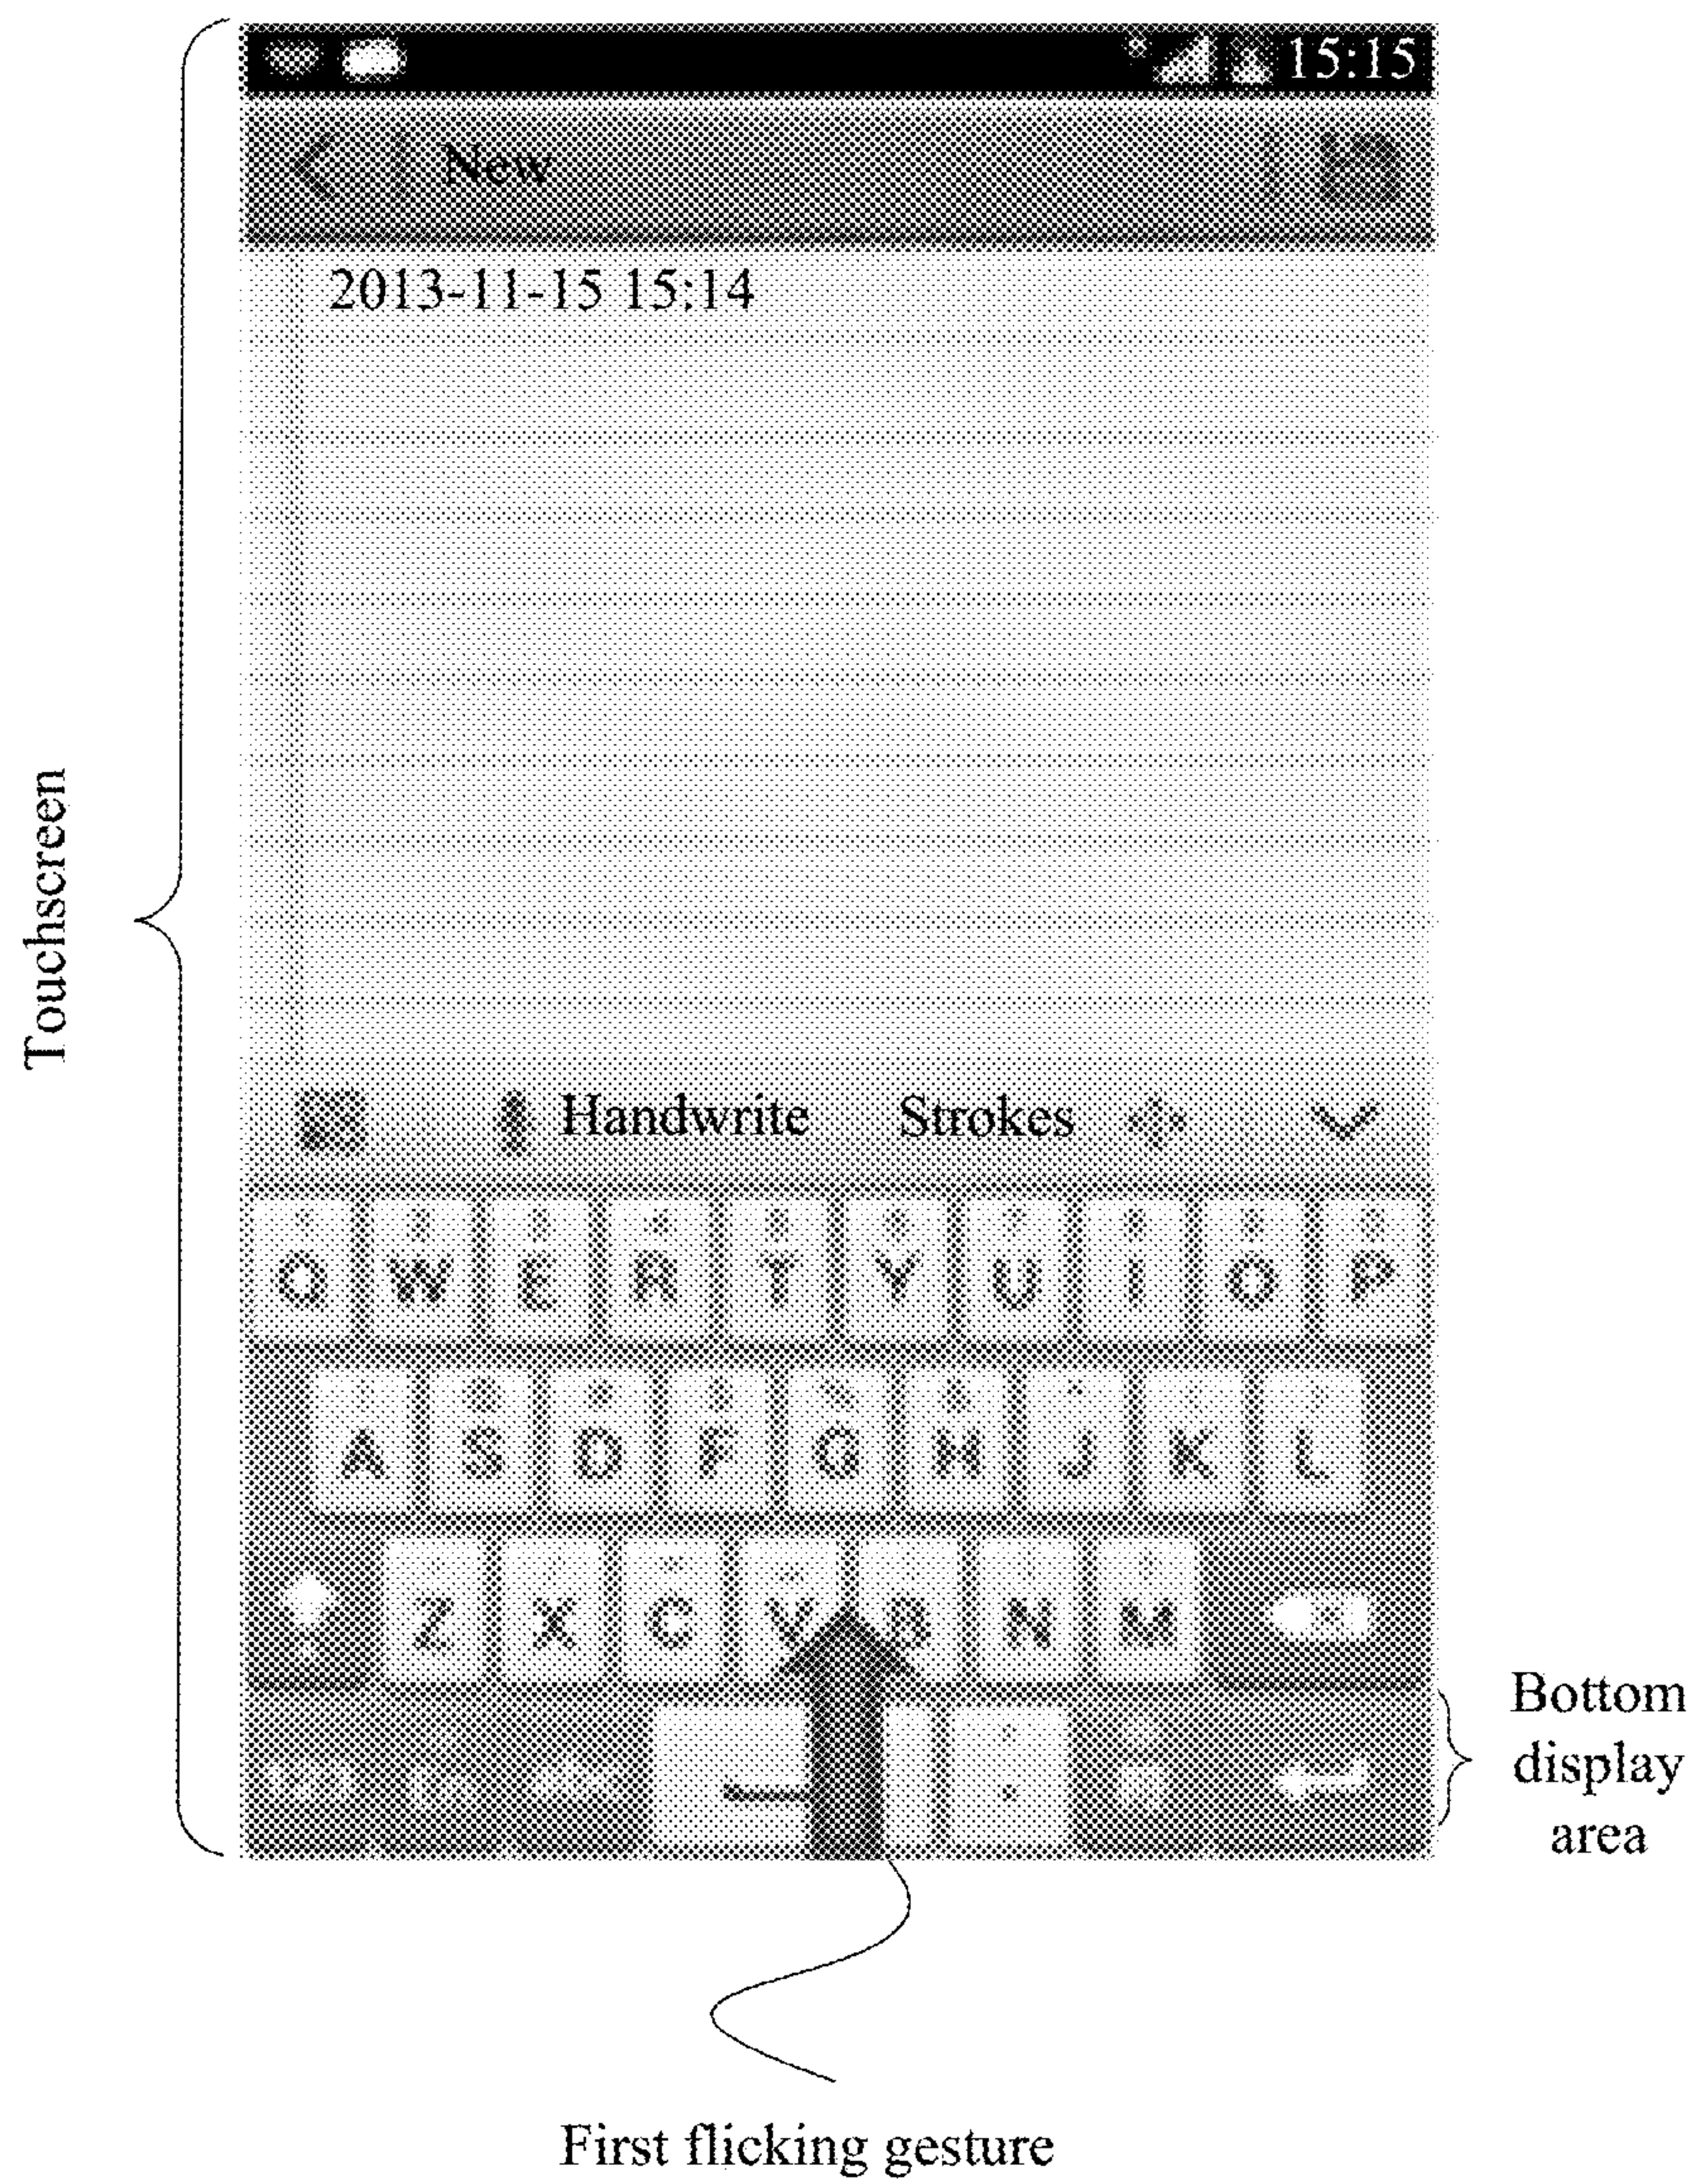 15:15
New
2013-11-15 15:14
Touchscreen
Handwrite Strokes
Q W E R T Y U I O P
A S D F G H J K L
Z X C V B N M
Bottom
display
area
First flicking gesture